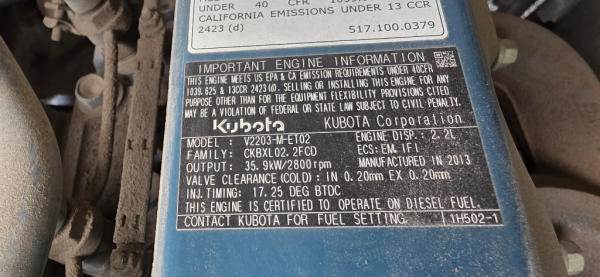 UNDER 40 CFR
CALIFORNIA EMISSIONS UNDER 13 CCR
2423 (d) 517.100.0379
IMPORTANT ENGINE INFORMATION
THIS ENGINE MEETS US EPA & CA EMISSION REQUIREMENTS UNDER 40CFR
1039.625 & 13CCR 2423(d). SELLING OR INSTALLING THIS ENGINE FOR ANY
PURPOSE OTHER THAN FOR THE EQUIPMENT FLEXIBILITY PROVISIONS CITED
MAY BE A VIOLATION OF FEDERAL OR STATE LAW SUBJECT TO CIVIL PENALTY.
Kubota KUBOTA Corporation
MODEL : V2203-M-ET02 ENGINE DISP.: 2.2L
FAMILY: CKBXL02.2FCD ECS: EM, IFI
OUTPUT: 35.9kW/2800rpm MANUFACTURED IN 2013
VALVE CLEARANCE (COLD): IN 0.20mm EX 0.20mm
INJ. TIMING: 17.25 DEG BTDC
THIS ENGINE IS CERTIFIED TO OPERATE ON DIESEL FUEL.
CONTACT KUBOTA FOR FUEL SETTING. 1H502-1